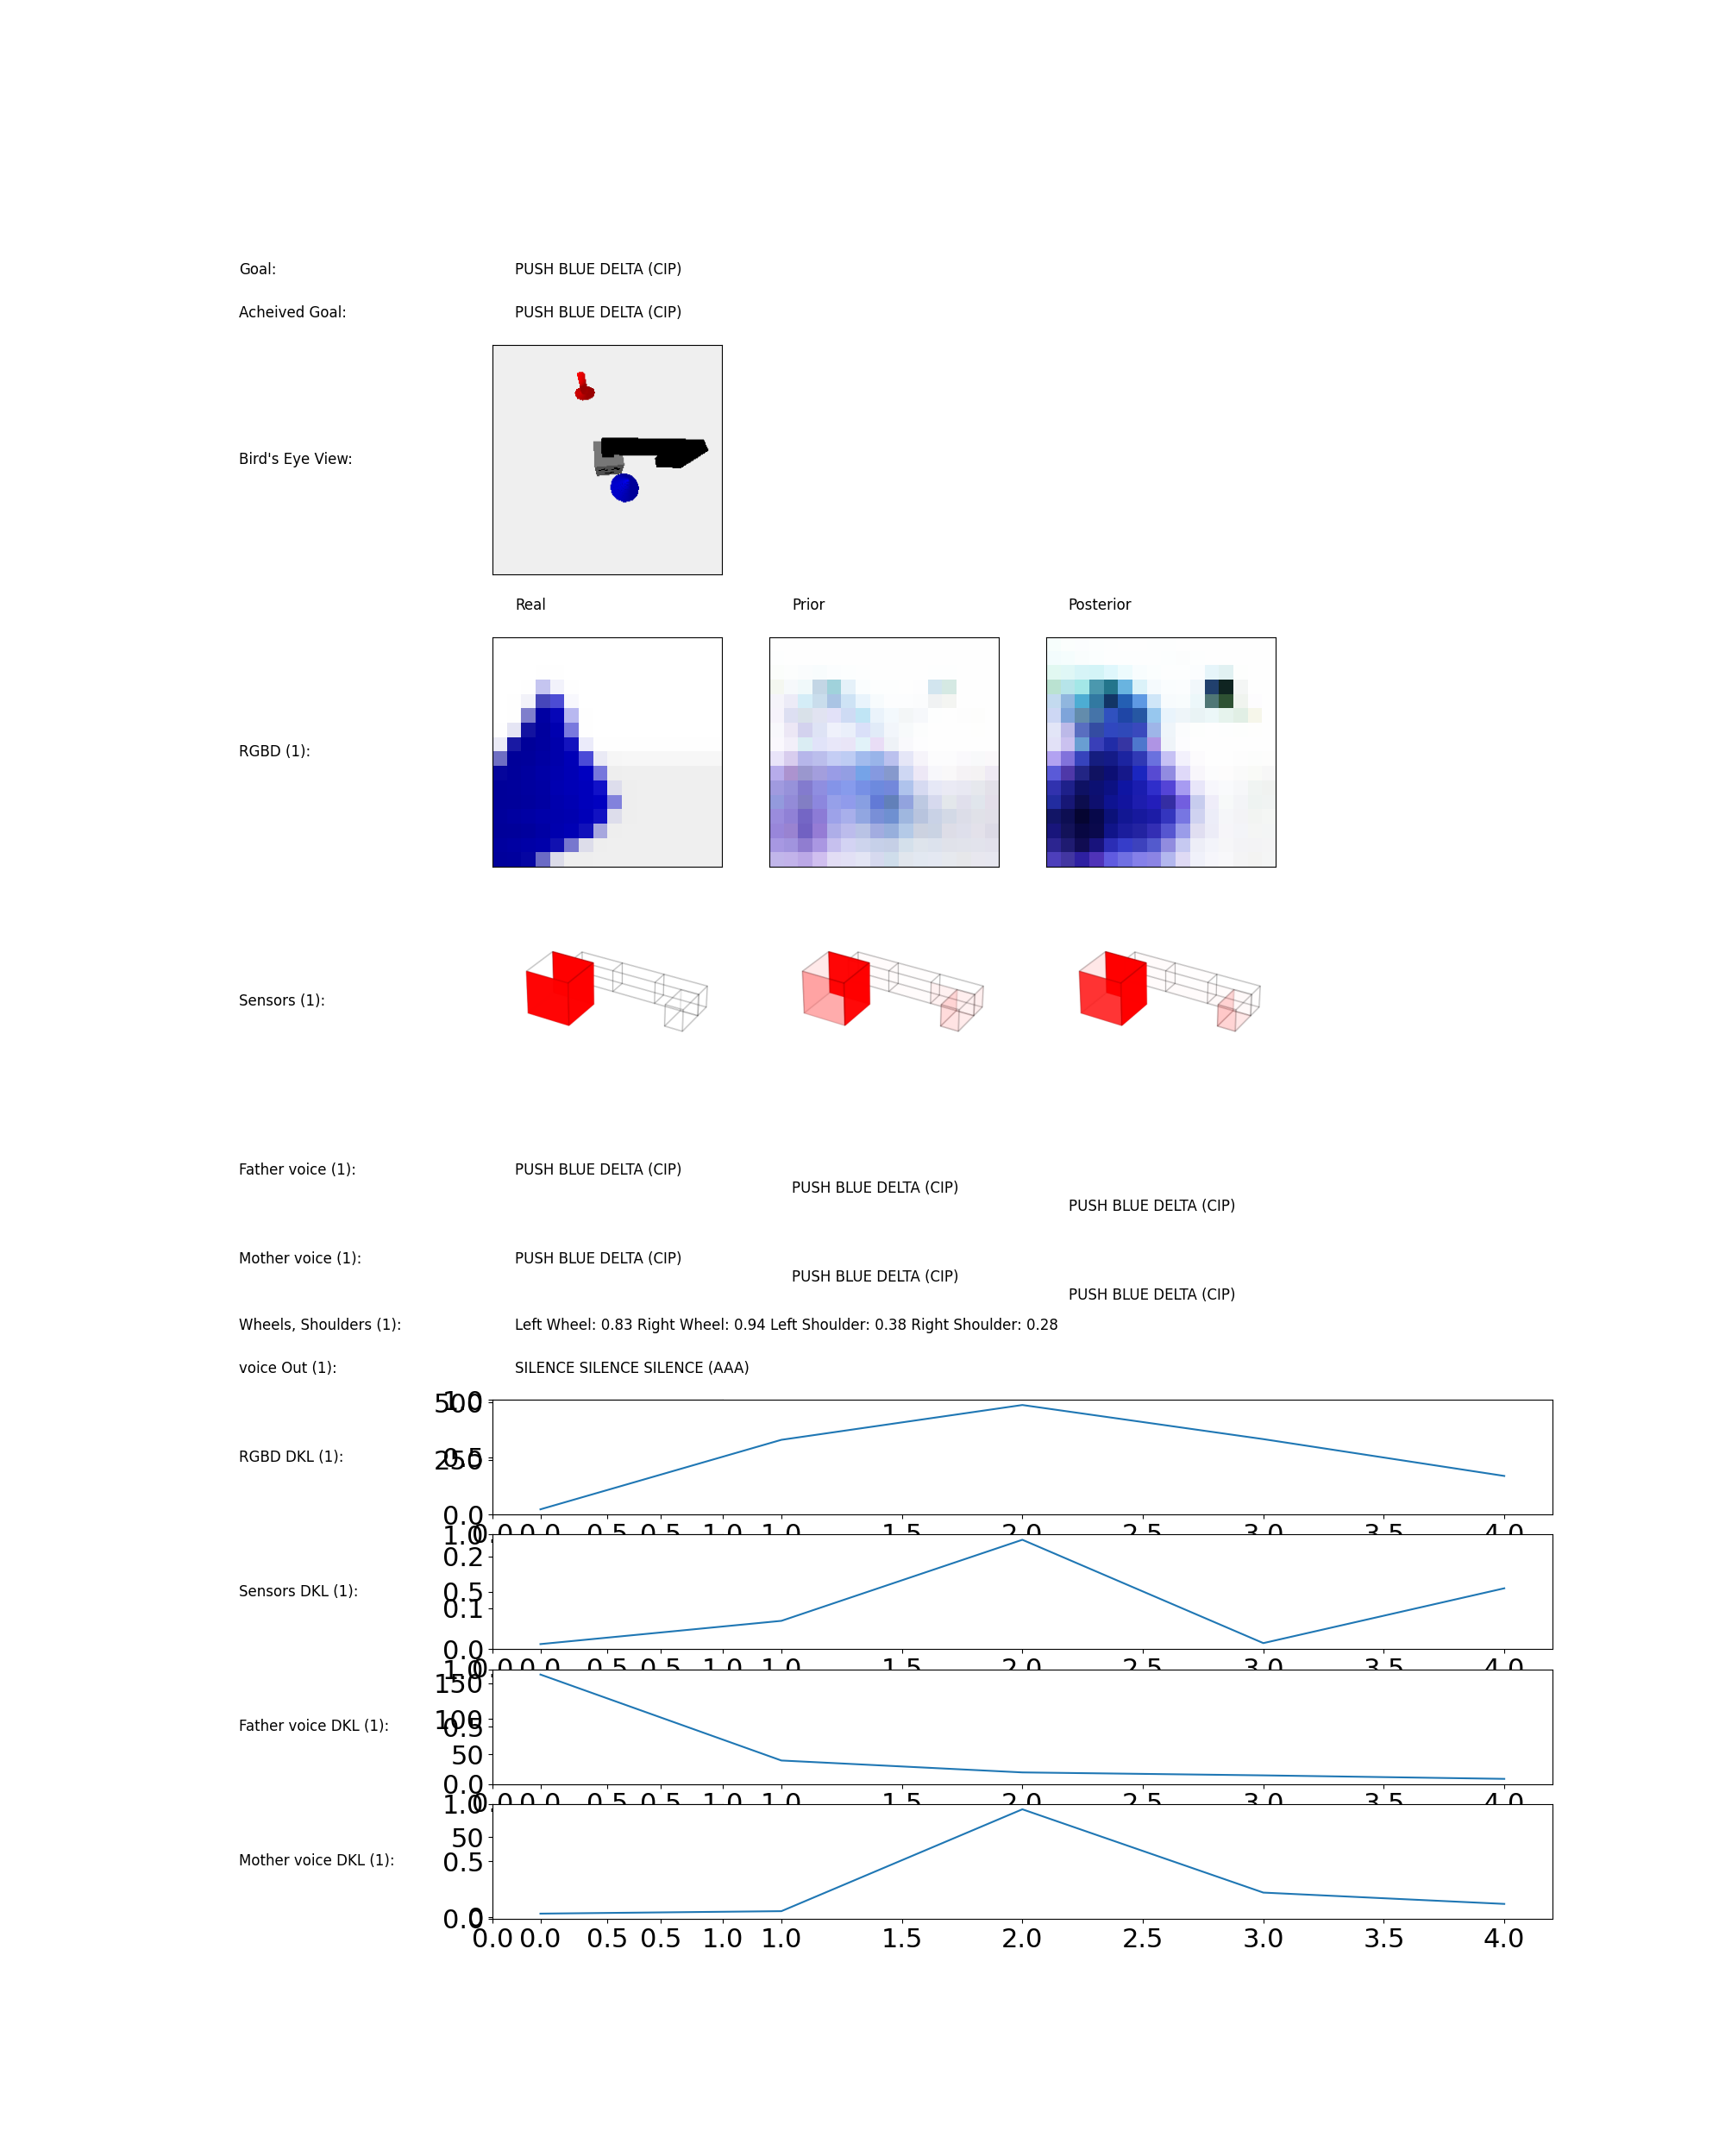 Goal: PUSH BLUE DELTA (CIP)
Acheived Goal: PUSH BLUE DELTA (CIP)
Bird's Eye View:
Real Prior Posterior
RGBD (1):
Sensors (1):
Father voice (1): PUSH BLUE DELTA (CIP)
PUSH BLUE DELTA (CIP)
PUSH BLUE DELTA (CIP)
Mother voice (1): PUSH BLUE DELTA (CIP)
PUSH BLUE DELTA (CIP)
PUSH BLUE DELTA (CIP)
Wheels, Shoulders (1): Left Wheel: 0.83 Right Wheel: 0.94 Left Shoulder: 0.38 Right Shoulder: 0.28
voice Out (1): SILENCE SILENCE SILENCE (AAA)
500 1.0
RGBD DKL (1): 250 0.5
0.0
0.0 0.0 0.5 0.5 1.0 1.0 1.5 2.0 2.5 3.0 3.5 4.0
1.0
0.2
Sensors DKL (1): 0.5
0.1
0.0
0.0 0.0 0.5 0.5 1.0 1.0 1.5 2.0 2.5 3.0 3.5 4.0
1.0
150
100
Father voice DKL (1): 0.5
50
0.0
0.0 0.0 0.5 0.5 1.0 1.0 1.5 2.0 2.5 3.0 3.5 4.0
1.0
50
Mother voice DKL (1): 0.5
0.0 0
0.0 0.0 0.5 0.5 1.0 1.0 1.5 2.0 2.5 3.0 3.5 4.0